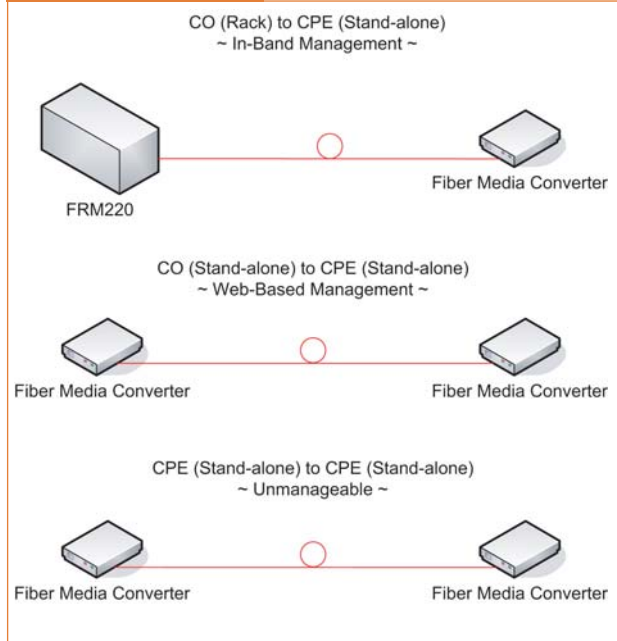 CO (Rack) to CPE (Stand-alone)
~ In-Band Management ~
Fiber Media Converter
FRM220
CO (Stand-alone) to CPE (Stand-alone)
~ Web-Based Management ~
Fiber Media Converter
Fiber Media Converter
CPE (Stand-alone) to CPE (Stand-alone)
~ Unmanageable ~
Fiber Media Converter
Fiber Media Converter